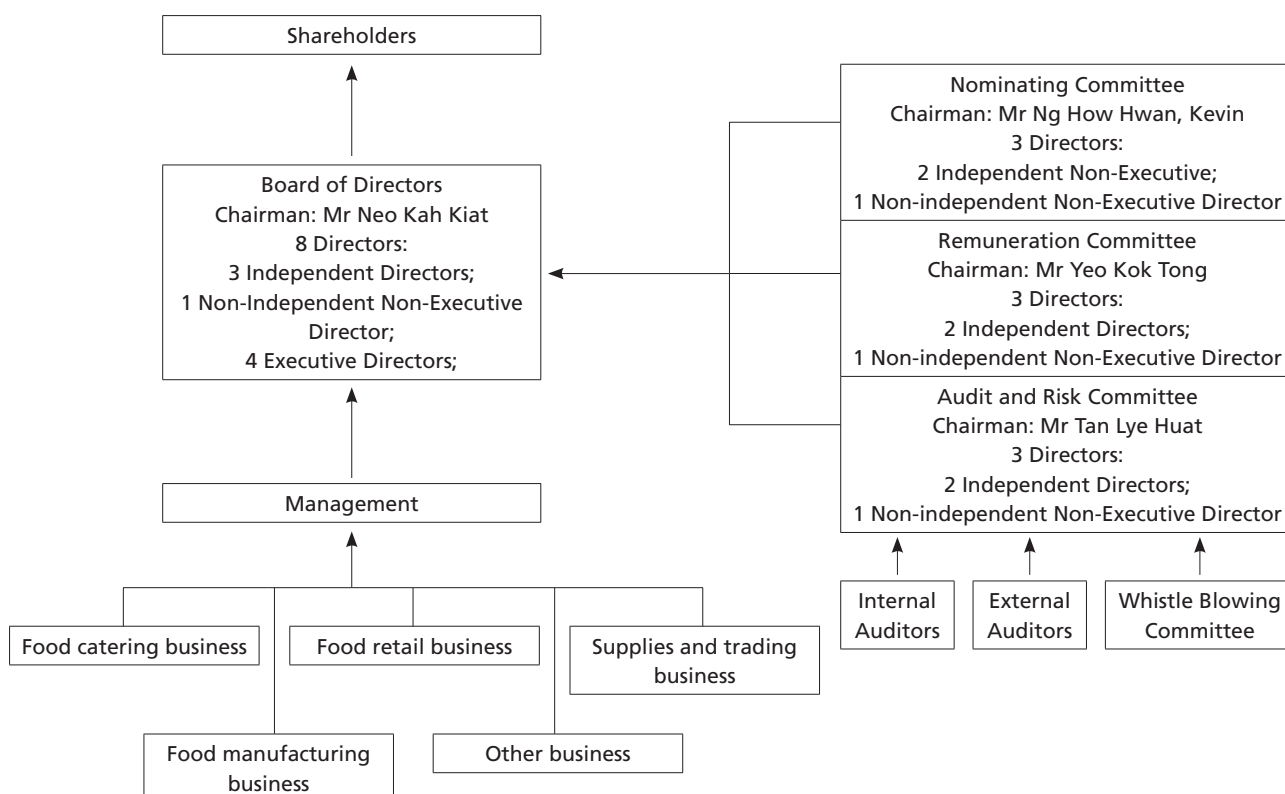 Shareholders
Board of Directors
Chairman: Mr Neo Kah Kiat
8 Directors:
3 Independent Directors;
1 Non-Independent Non-Executive
Director;
4 Executive Directors;
Management
Food catering business
Food retail business
Supplies and trading
business
Food manufacturing
business
Other business
Nominating Committee
Chairman: Mr Ng How Hwan, Kevin
3 Directors:
2 Independent Non-Executive;
1 Non-independent Non-Executive Director
Remuneration Committee
Chairman: Mr Yeo Kok Tong
3 Directors:
2 Independent Directors;
1 Non-independent Non-Executive Director
Audit and Risk Committee
Chairman: Mr Tan Lye Huat
3 Directors:
2 Independent Directors;
1 Non-independent Non-Executive Director
Internal
Auditors
External
Auditors
Whistle Blowing
Committee